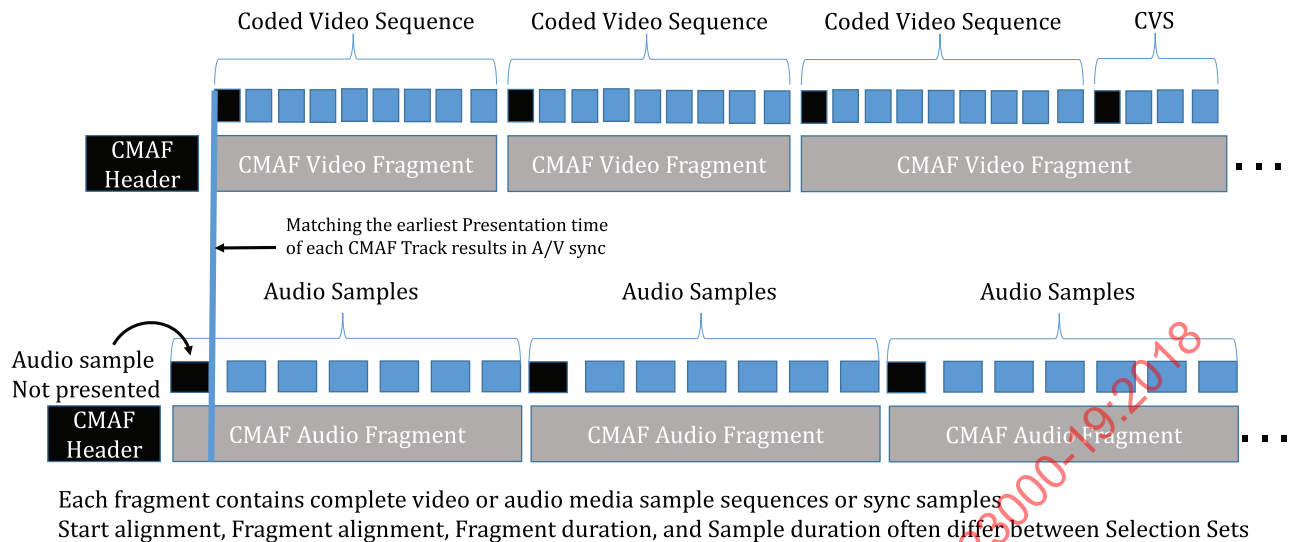 Coded Video Sequence
Coded Video Sequence
Coded Video Sequence
CVS
CMAF
Header
CMAF Video Fragment
CMAF Video Fragment
CMAF Video Fragment
Matching the earliest Presentation time
of each CMAF Track results in A/V sync
Audio Samples
Audio Samples
Audio Samples
Audio sample
Not presented
CMAF
Header
CMAF Audio Fragment
CMAF Audio Fragment
CMAF Audio Fragment
Each fragment contains complete video or audio media sample sequences or sync samples
Start alignment, Fragment alignment, Fragment duration, and Sample duration often differ between Selection Sets
23000-19:2018